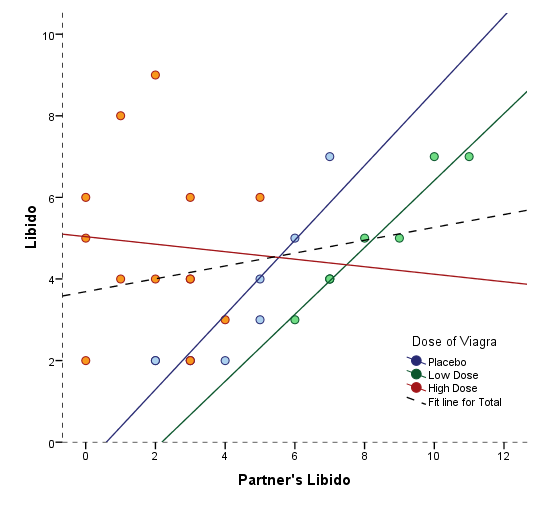 10
8
6
4
2
0
Libido
0 2 4 6 8 10 12
Partner's Libido
Dose of Viagra
Placebo
Low Dose
High Dose
Fit line for Total